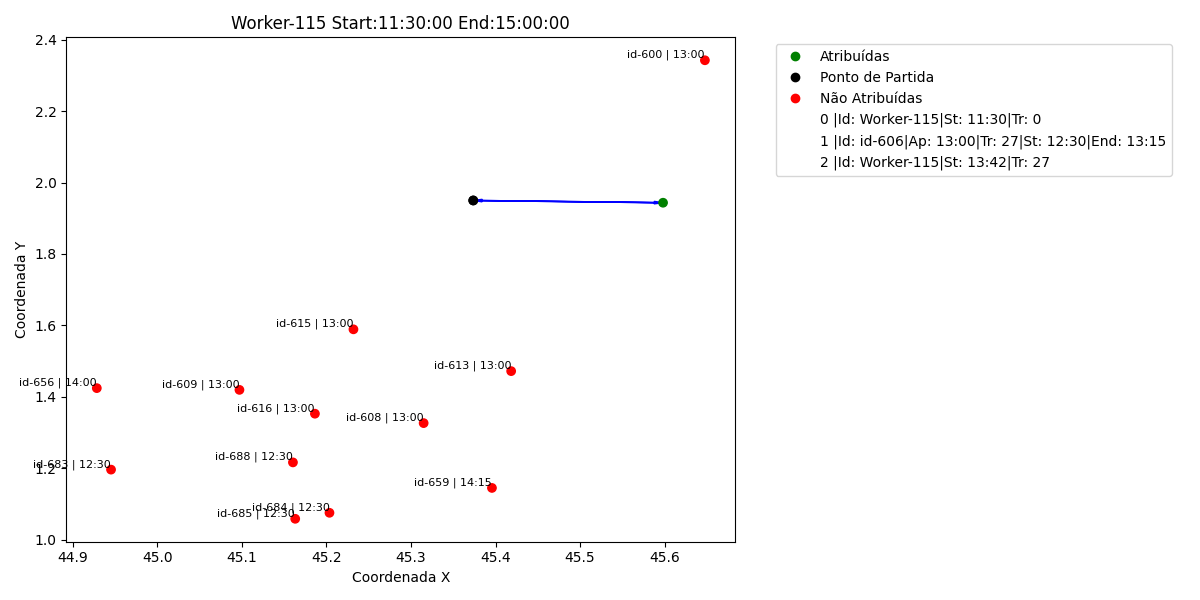 Worker-115 Start:11:30:00 End:15:00:00
2.4
2.2
2.0
1.8
1.6
1.4
1.2
1.0
Coordenada Y
44.9
45.0
45.1
45.2
45.3
45.4
45.5
45.6
Coordenada X
id-600 | 13:00
id-615 | 13:00
id-613 | 13:00
id-656 | 14:00
id-609 | 13:00
id-616 | 13:00
id-608 | 13:00
id-688 | 12:30
id-683 | 12:30
id-659 | 14:15
id-684 | 12:30
id-685 | 12:30
Atribuídas
Ponto de Partida
Não Atribuídas
0 |Id: Worker-115|St: 11:30|Tr: 0
1 |Id: id-606|Ap: 13:00|Tr: 27|St: 12:30|End: 13:15
2 |Id: Worker-115|St: 13:42|Tr: 27